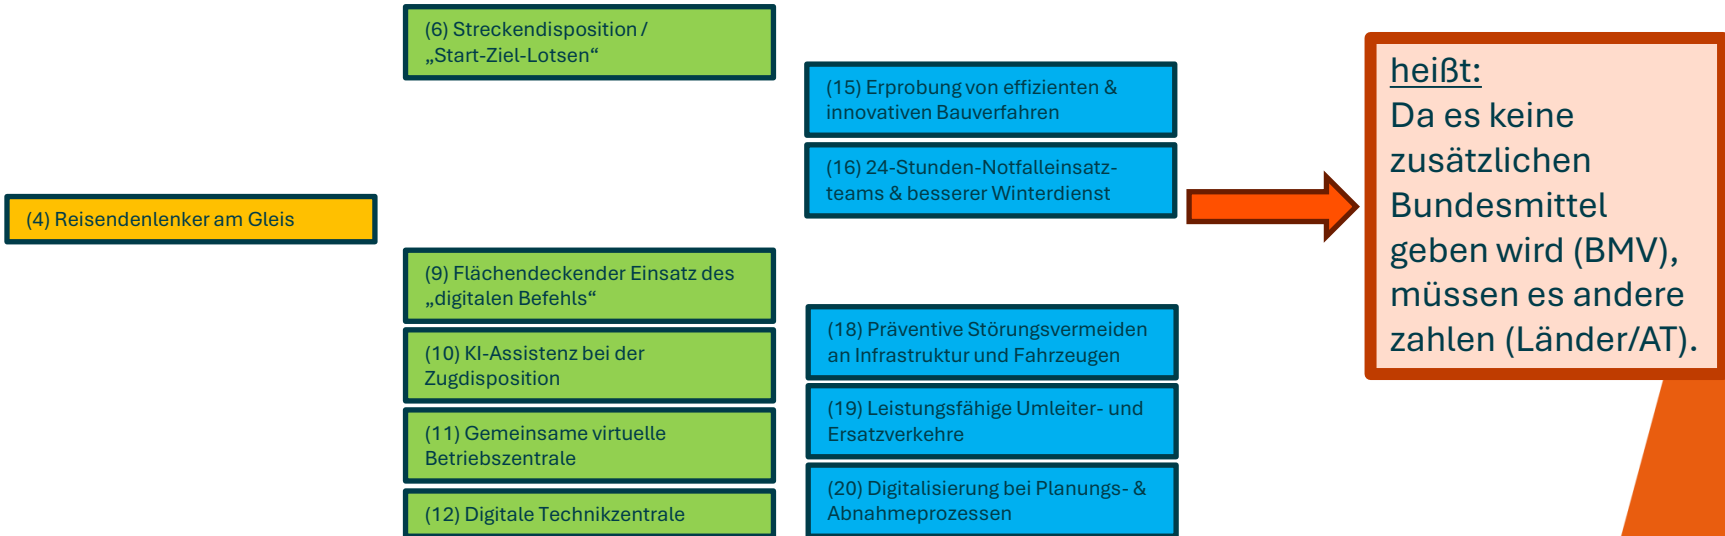 (4) Reisendenlenker am Gleis
(6) Streckendisposition /
„Start-Ziel-Lotsen“
(9) Flächendeckender Einsatz des
„digitalen Befehls“
(10) KI-Assistenz bei der
Zugdisposition
(11) Gemeinsame virtuelle
Betriebszentrale
(12) Digitale Technikzentrale
(15) Erprobung von effizienten &
innovativen Bauverfahren
(16) 24-Stunden-Notfalleinsatz-
teams & besserer Winterdienst
(18) Präventive Störungsvermeiden
an Infrastruktur und Fahrzeugen
(19) Leistungsfähige Umleiter- und
Ersatzverkehre
(20) Digitalisierung bei Planungs- &
Abnahmeprozessen
heißt:
Da es keine
zusätzlichen
Bundesmittel
geben wird (BMV),
müssen es andere
zahlen (Länder/AT).